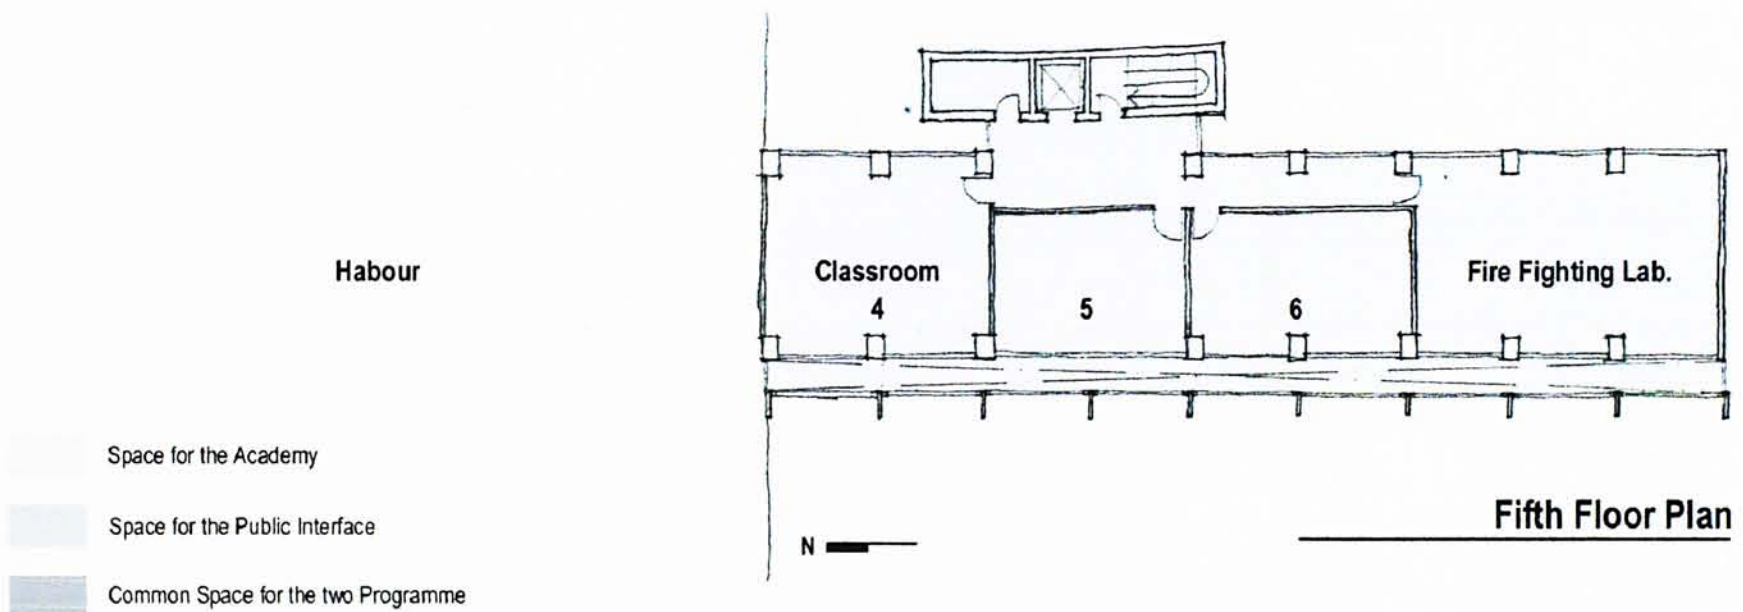 Habour
Classroom
4
5
6
Fire Fighting Lab.
Space for the Academy
Space for the Public Interface
Common Space for the two Programme
N
Fifth Floor Plan